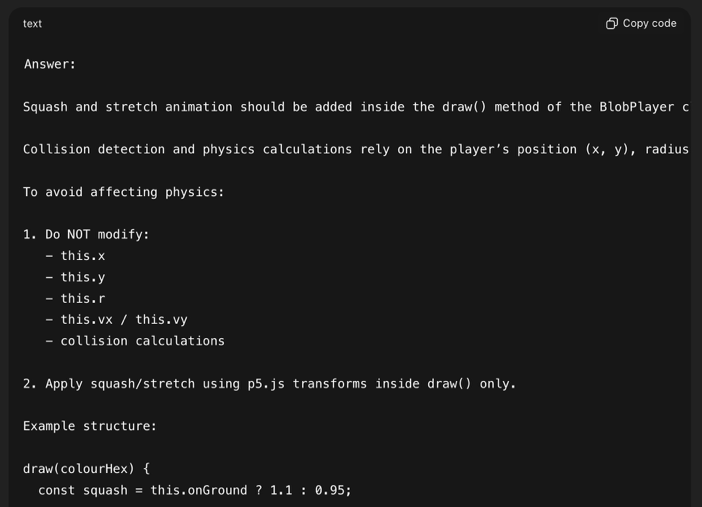 text
Copy code
Answer:
Squash and stretch animation should be added inside the draw() method of the BlobPlayer c
Collision detection and physics calculations rely on the player’s position (x, y), radius
To avoid affecting physics:
1. Do NOT modify:
– this.x
– this.y
– this.r
– this.vx / this.vy
– collision calculations
2. Apply squash/stretch using p5.js transforms inside draw() only.
Example structure:
draw(colourHex) {
const squash = this.onGround ? 1.1 : 0.95;